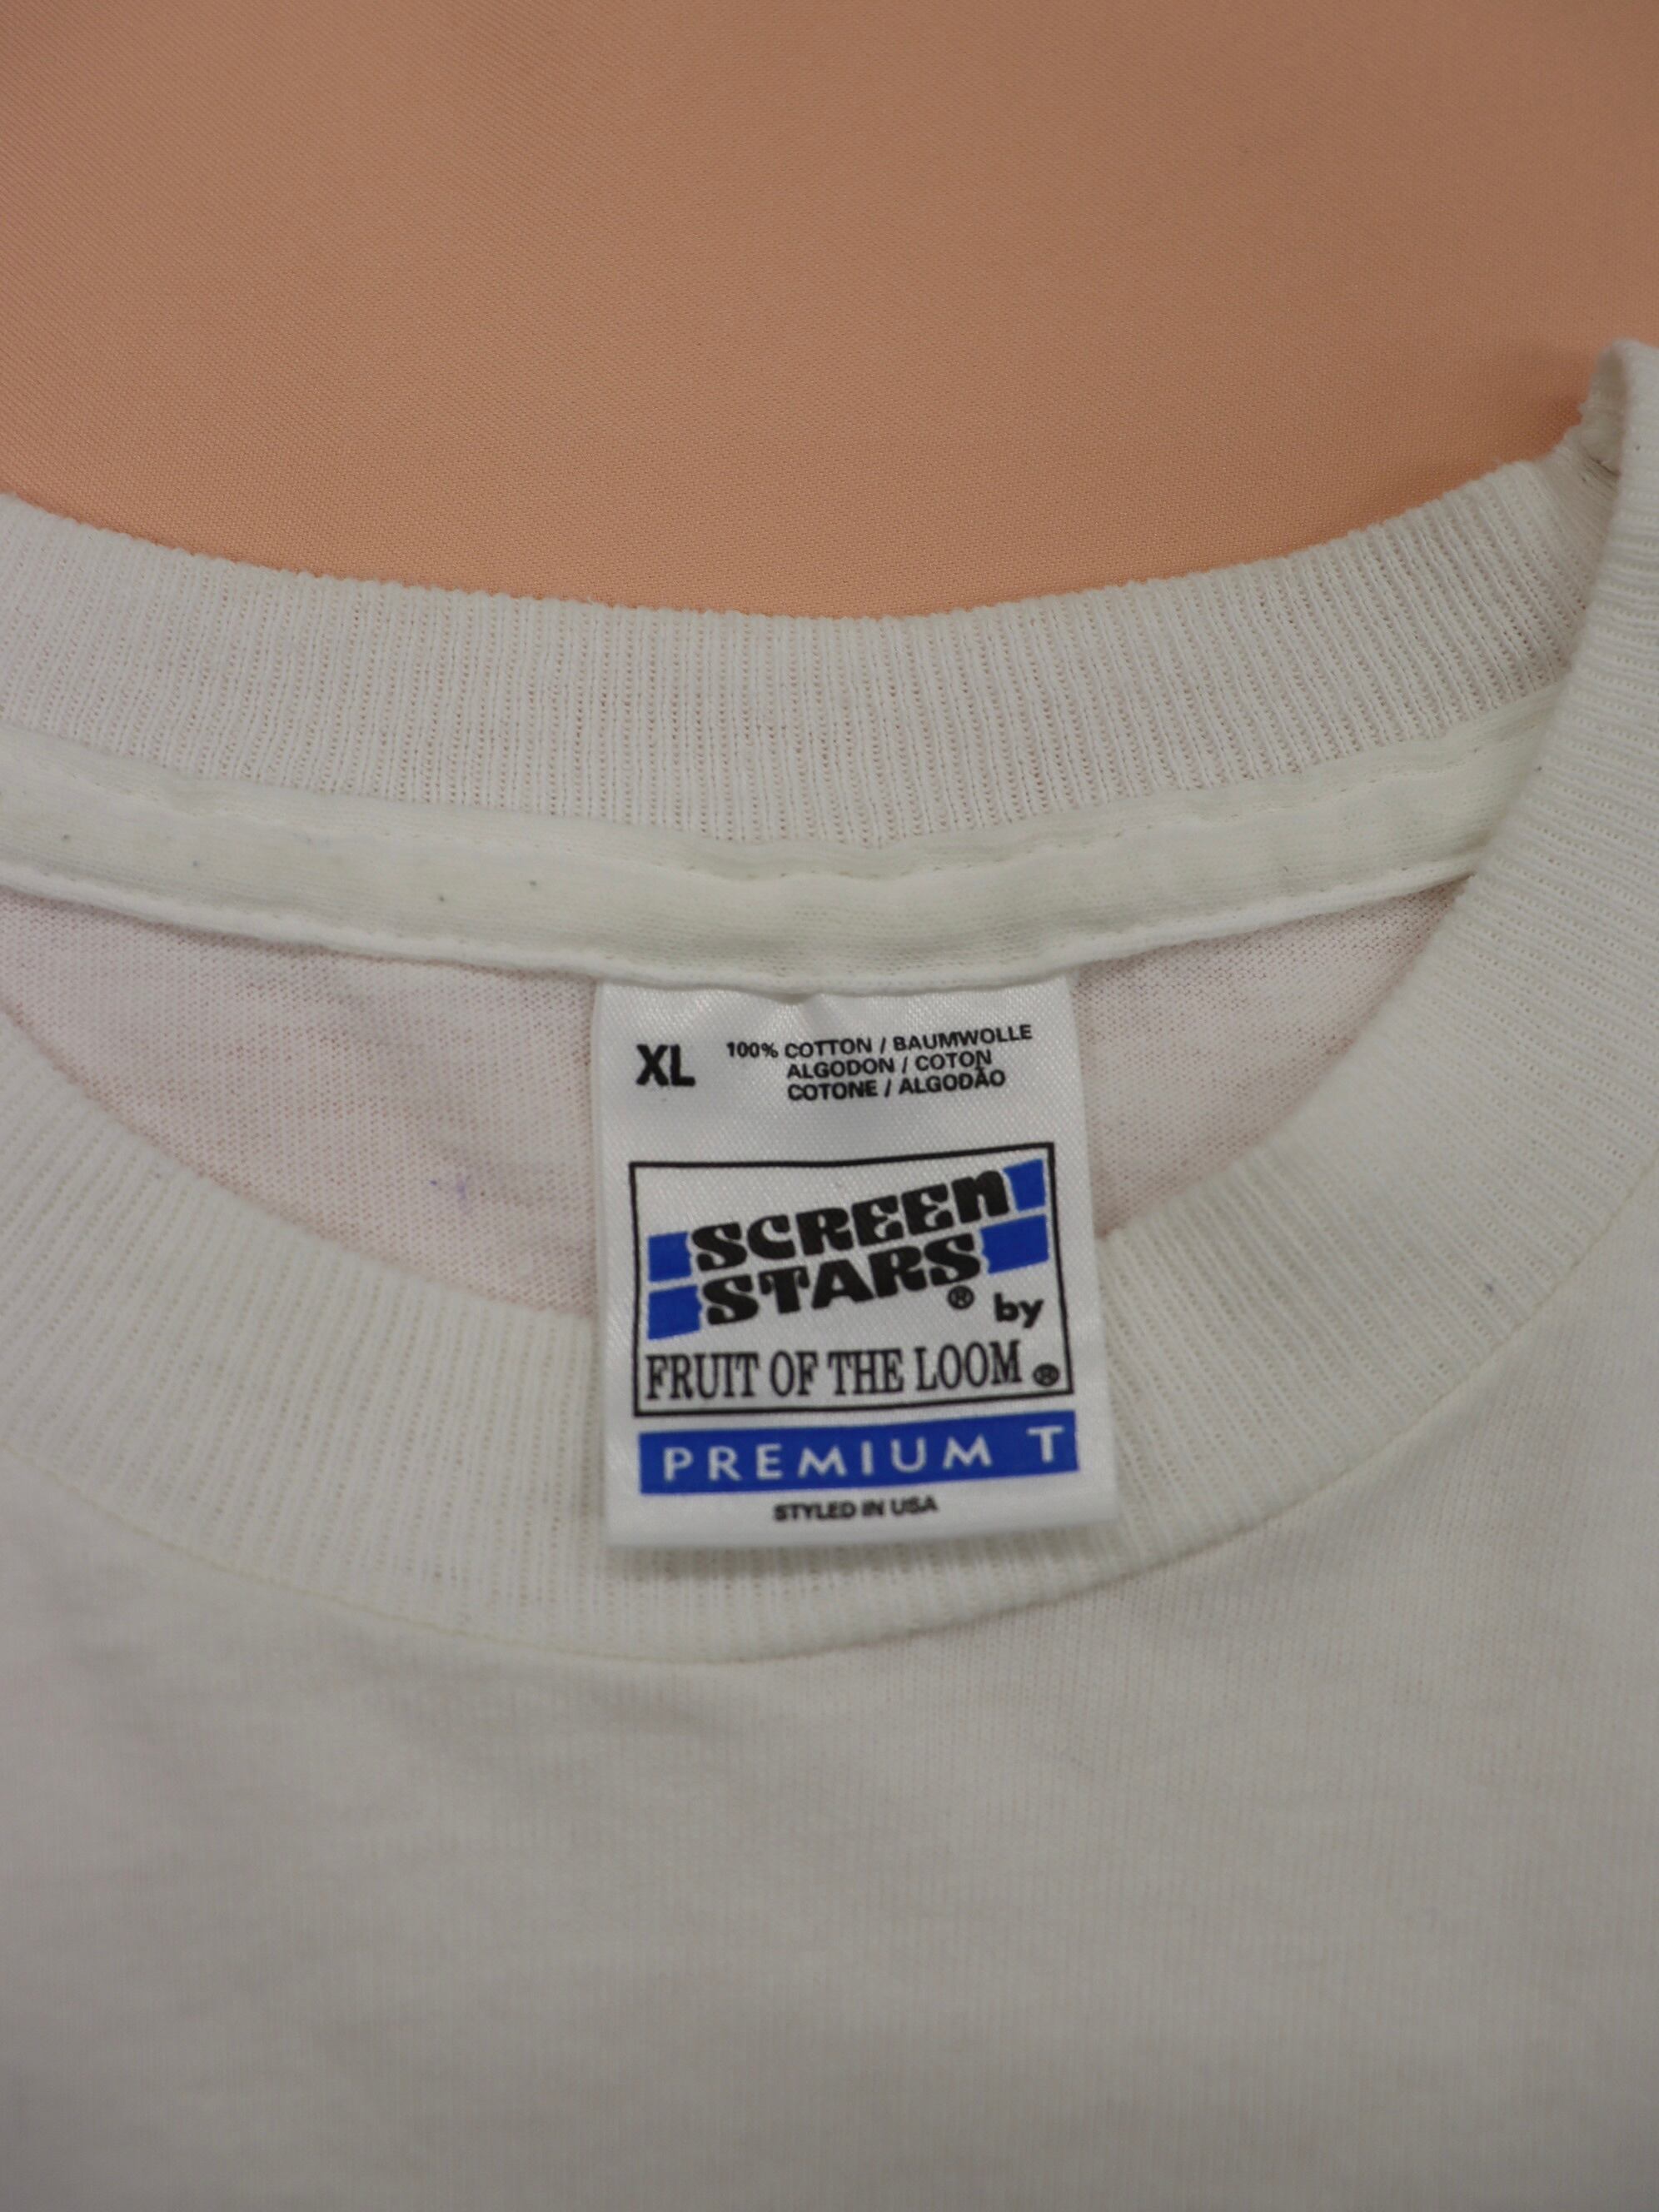 XL
100% COTTON / BAUMWOLLE
ALGODON / COTON
COTONE / ALGODÃO
SCREEN
STARS® by
FRUIT OF THE LOOM®
PREMIUM T
STYLED IN USA